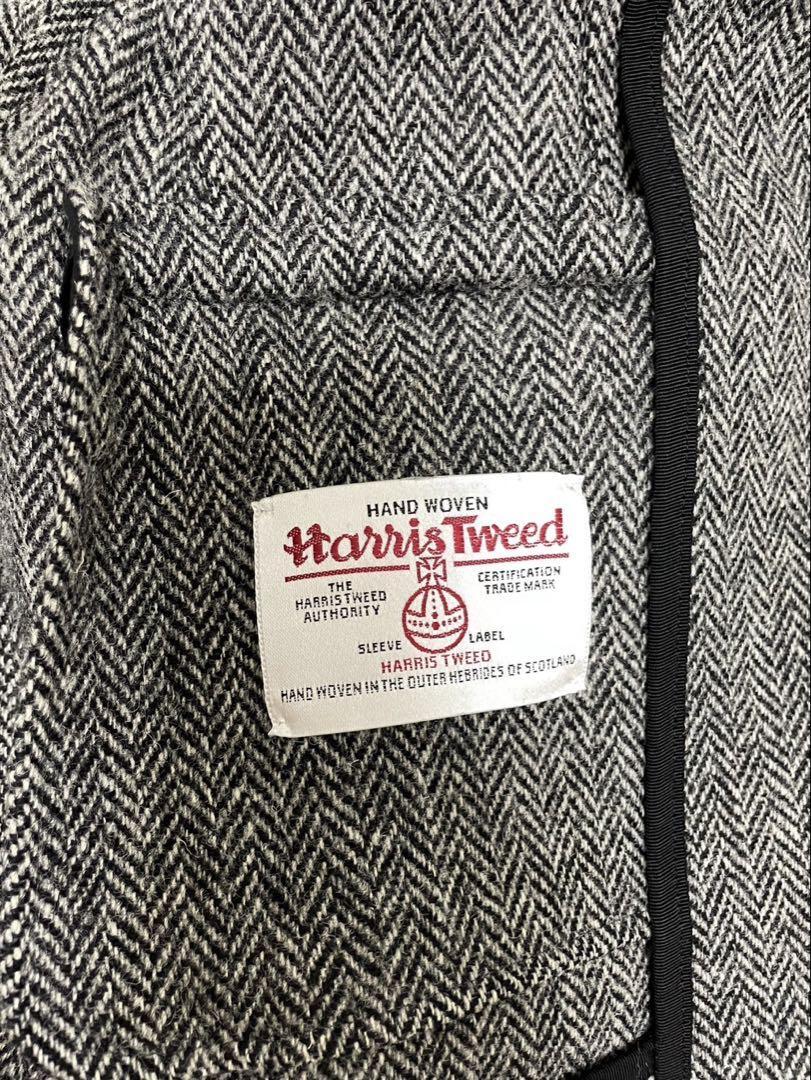 HAND WOVEN
Harris Tweed
THE HARRIS TWEED AUTHORITY
CERTIFICATION TRADE MARK
SLEEVE LABEL
HARRIS TWEED
HAND WOVEN IN THE OUTER HEBRIDES OF SCOTLAND